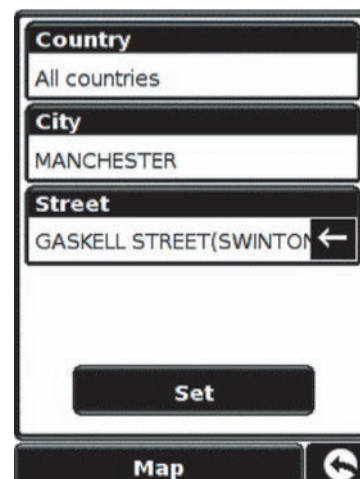 Country
All countries
City
MANCHESTER
Street
GASKELL STREET(SWINTON
Set
Map